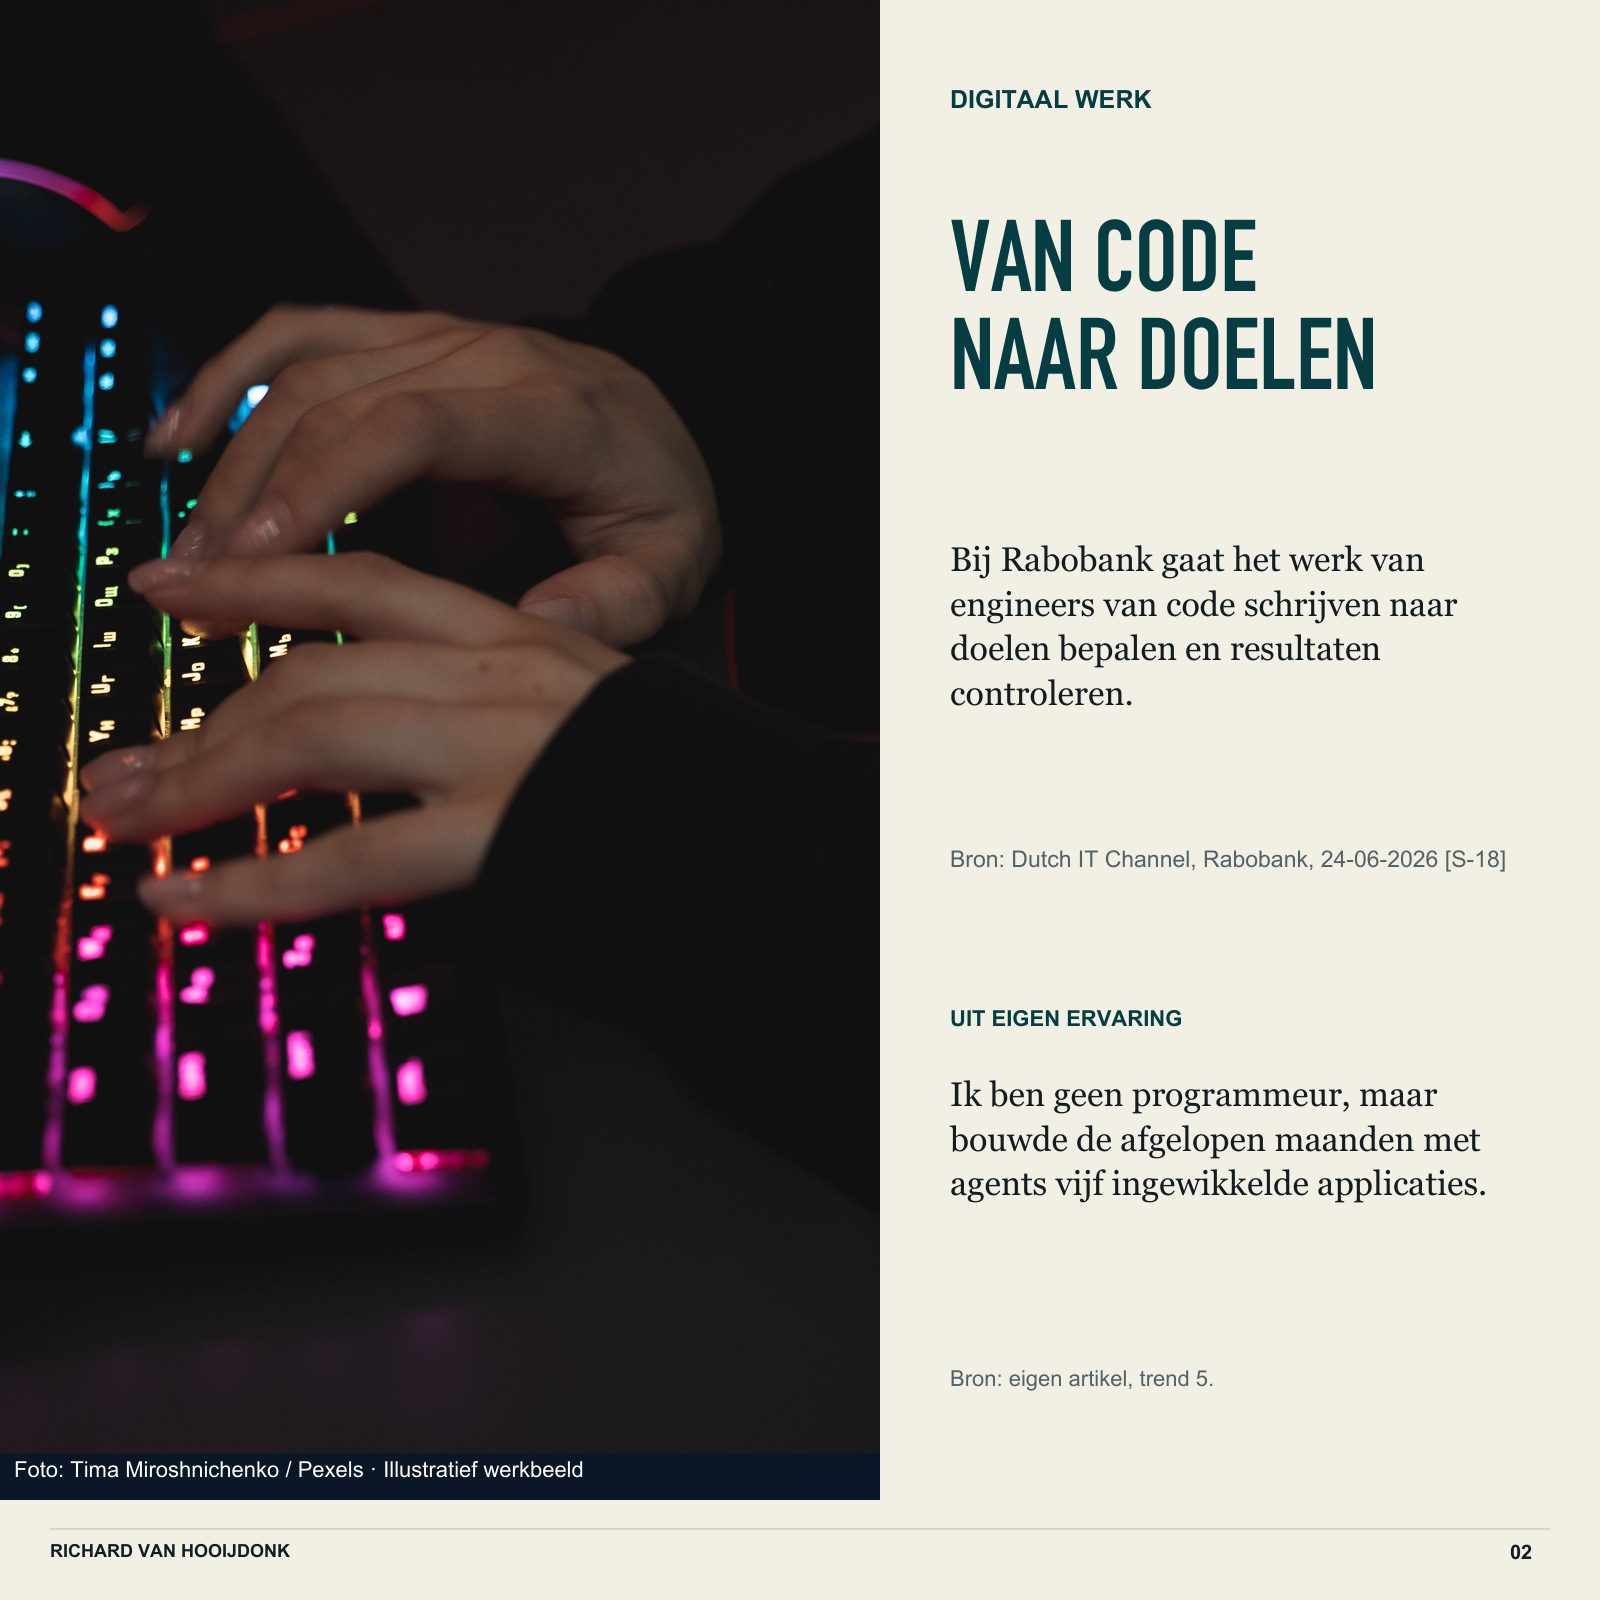 DIGITAAL WERK
VAN CODE
NAAR DOELEN
Bij Rabobank gaat het werk van
engineers van code schrijven naar
doelen bepalen en resultaten
controleren.
Bron: Dutch IT Channel, Rabobank, 24-06-2026 [S-18]
UIT EIGEN ERVARING
Ik ben geen programmeur, maar
bouwde de afgelopen maanden met
agents vijf ingewikkelde applicaties.
Bron: eigen artikel, trend 5.
Foto: Tima Miroshnichenko / Pexels · Illustratief werkbeeld
RICHARD VAN HOOIJDONK
02